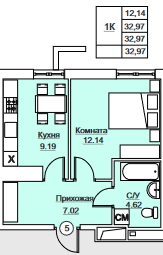 12,14
1К 32,97
32,97
32,97
Кухня
9.19
Комната
12.14
X
Прихожая
7.02
С/У
4.62
СМ
5